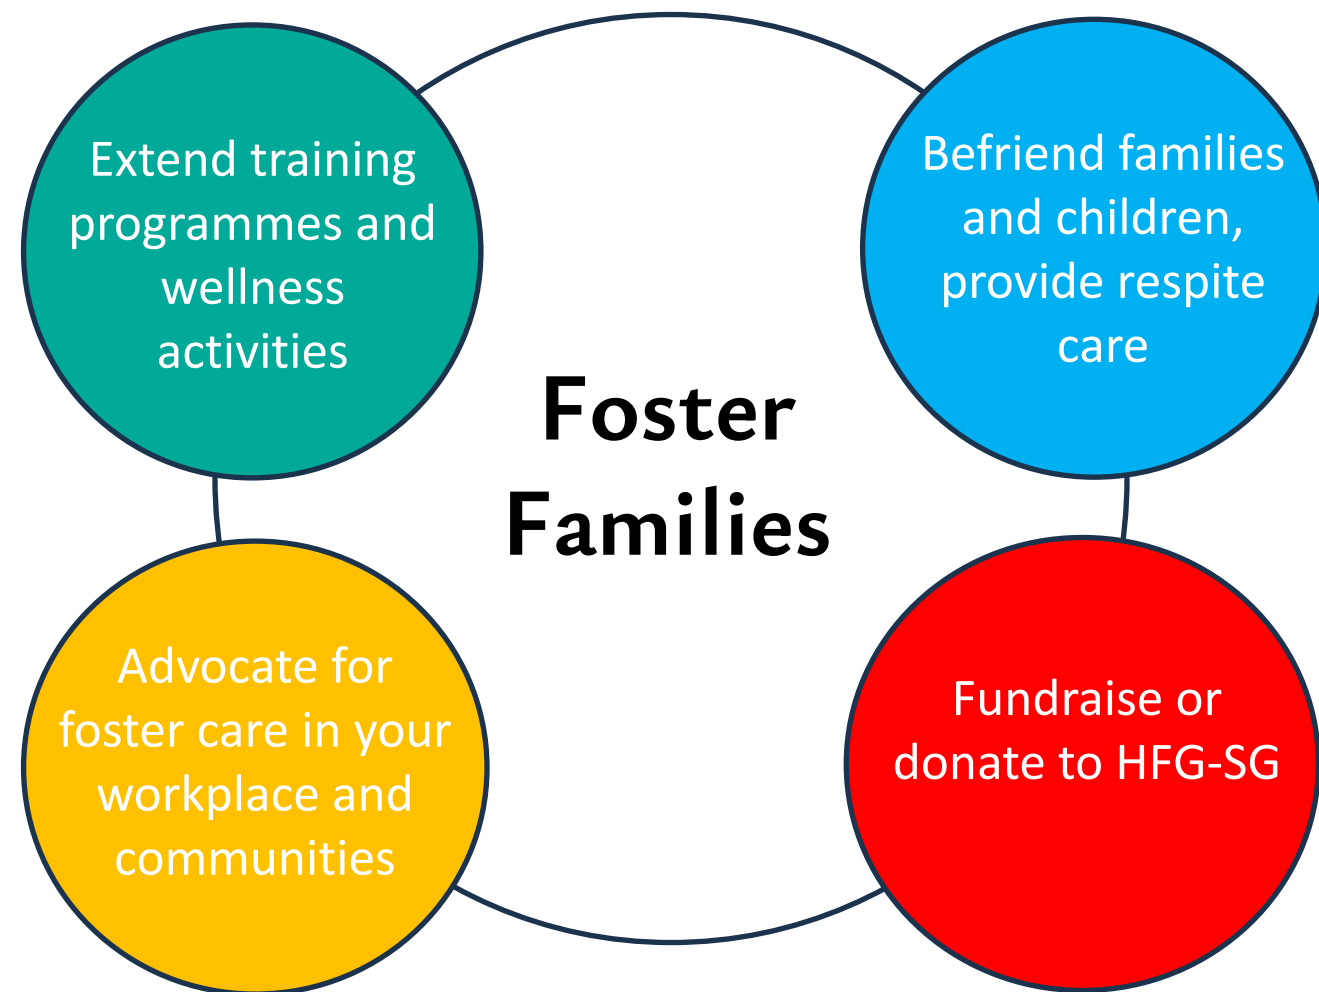 Extend training
programmes and
wellness
activities
Befriend families
and children,
provide respite
care
Foster
Families
Advocate for
foster care in your
workplace and
communities
Fundraise or
donate to HFG-SG